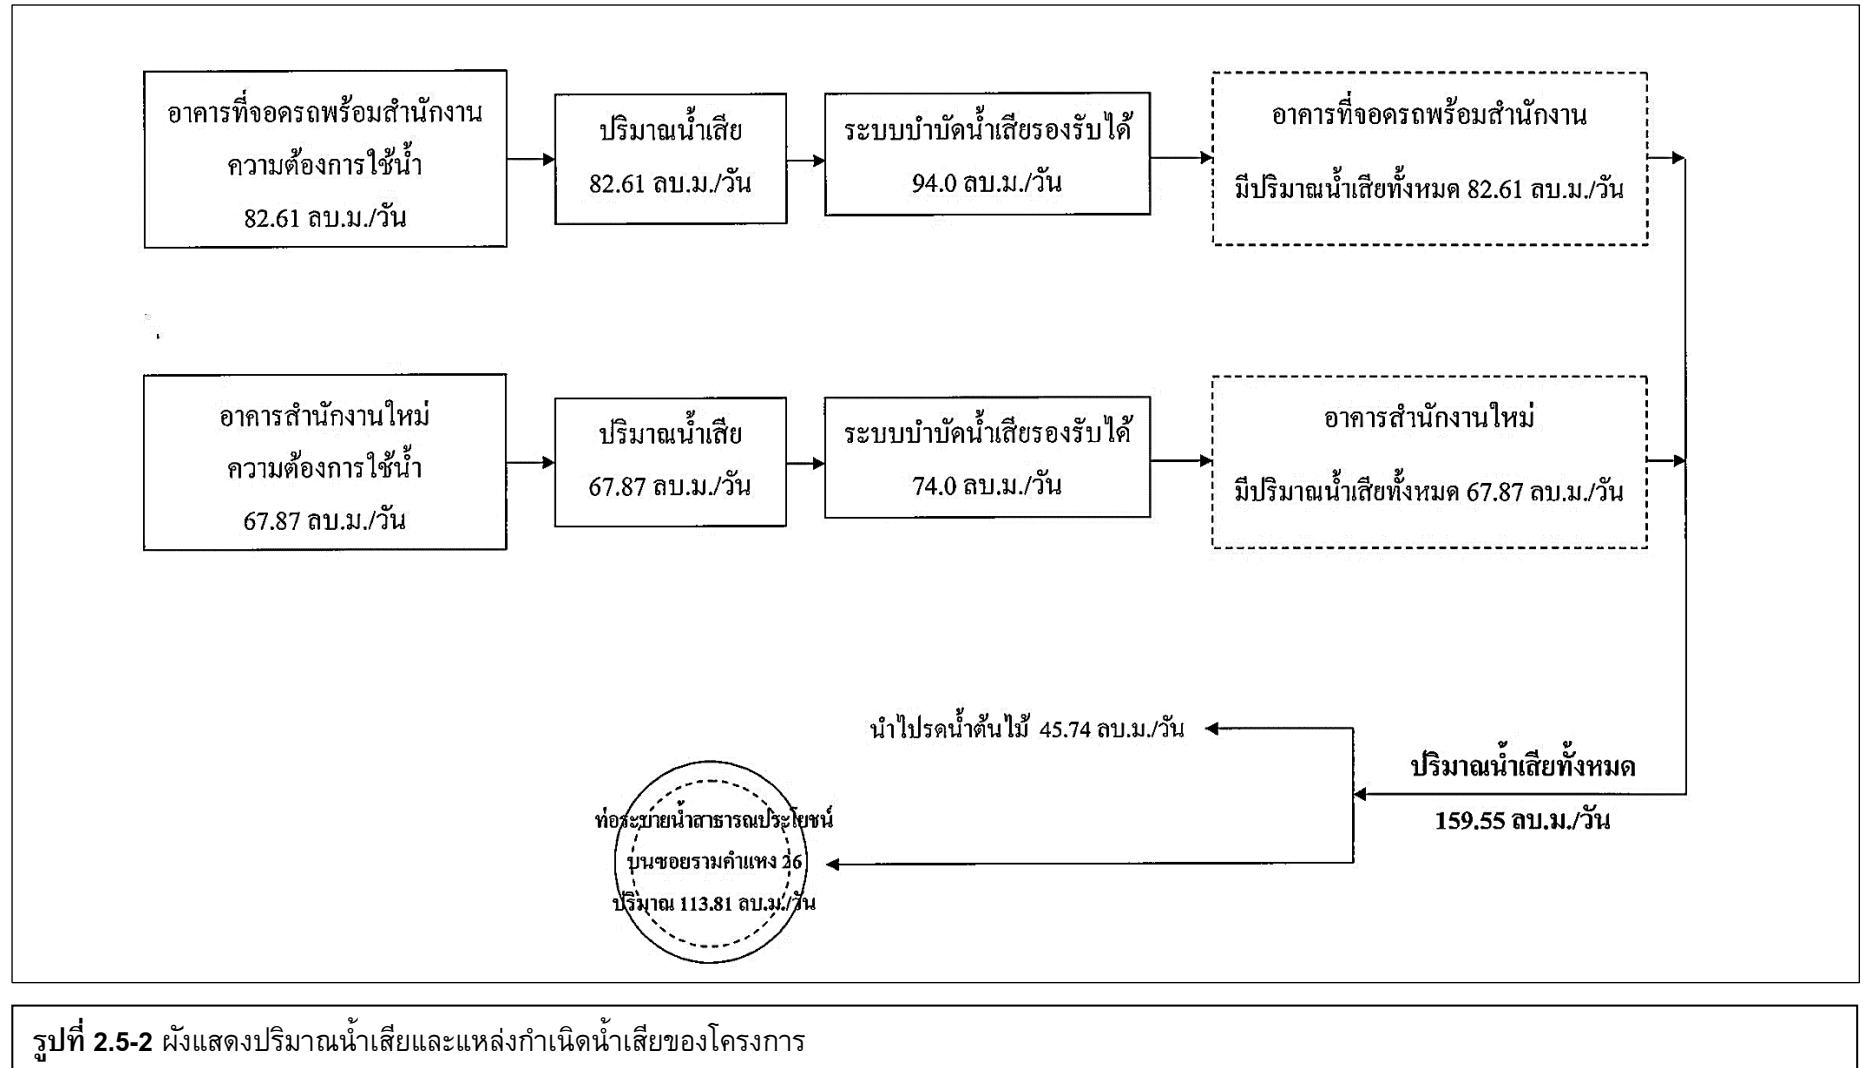 อาคารที่จอดรถพร้อมสำนักงาน
ความต้องการใช้น้ำ
82.61 ลบ.ม./วัน
ปริมาณน้ำเสีย
82.61 ลบ.ม./วัน
ระบบบำบัดน้ำเสียรองรับได้
94.0 ลบ.ม./วัน
อาคารที่จอดรถพร้อมสำนักงาน
มีปริมาณน้ำเสียทั้งหมด 82.61 ลบ.ม./วัน
อาคารสำนักงานใหม่
ความต้องการใช้น้ำ
67.87 ลบ.ม./วัน
ปริมาณน้ำเสีย
67.87 ลบ.ม./วัน
ระบบบำบัดน้ำเสียรองรับได้
74.0 ลบ.ม./วัน
อาคารสำนักงานใหม่
มีปริมาณน้ำเสียทั้งหมด 67.87 ลบ.ม./วัน
นำไปรดน้ำต้นไม้ 45.74 ลบ.ม./วัน
ปริมาณน้ำเสียทั้งหมด
159.55 ลบ.ม./วัน
ท่อระบายน้ำสาธารณประโยชน์
บนซอยรามคำแหง 26
ปริมาณ 113.81 ลบ.ม./วัน
รูปที่ 2.5-2 ผังแสดงปริมาณน้ำเสียและแหล่งกำเนิดน้ำเสียของโครงการ